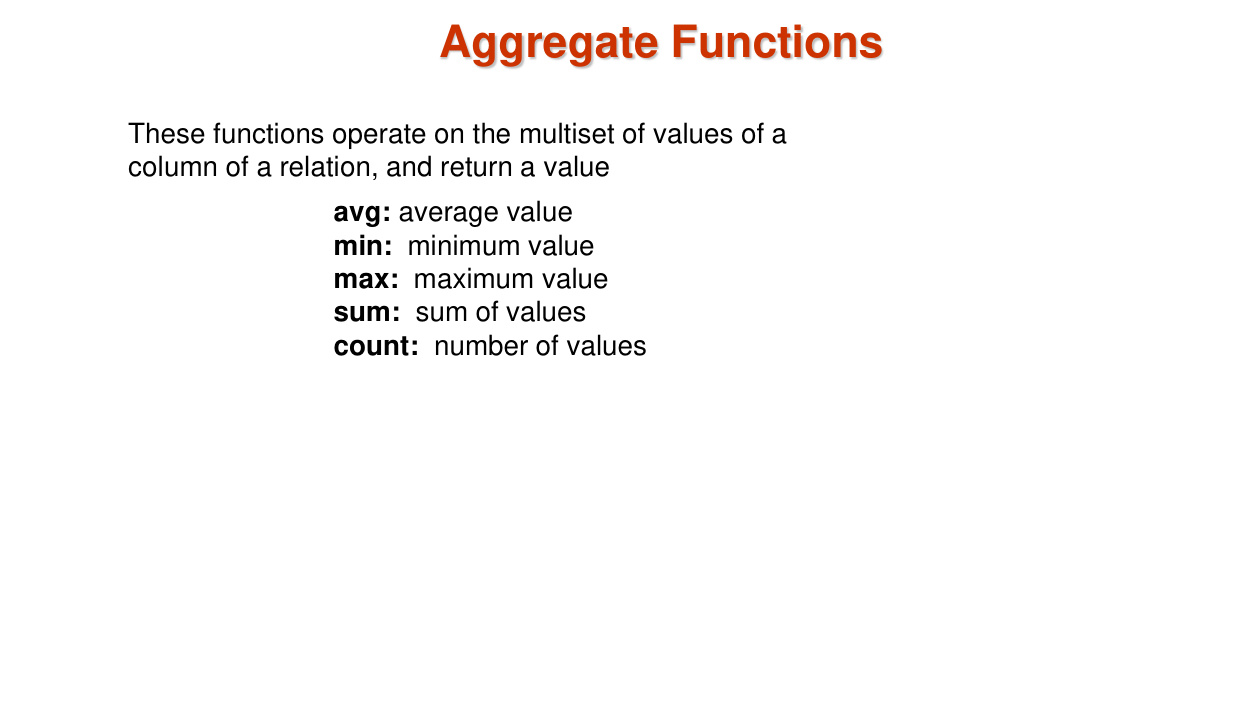 Aggregate Functions
These functions operate on the multiset of values of a
column of a relation, and return a value
avg: average value
min:  minimum value
max:  maximum value
sum:  sum of values
count:  number of values